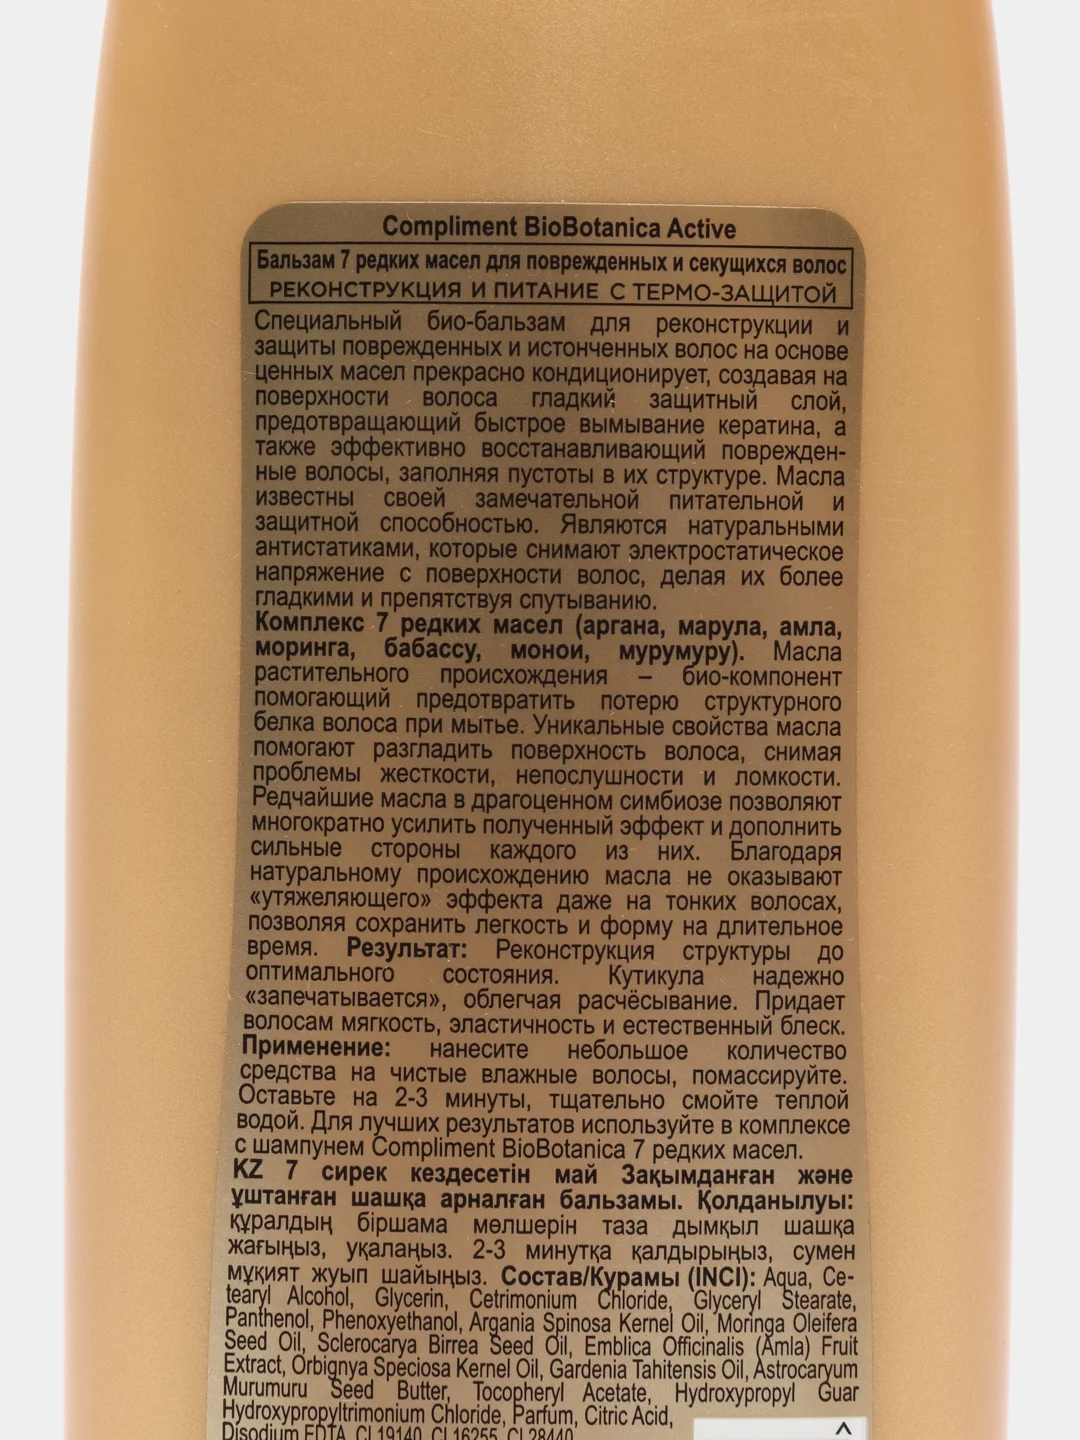 Compliment BioBotanica Active
Бальзам 7 редких масел для поврежденных и секущихся волос
РЕКОНСТРУКЦИЯ И ПИТАНИЕ С ТЕРМО-ЗАЩИТОЙ
Специальный био-бальзам для реконструкции и
защиты поврежденных и истонченных волос на основе
ценных масел прекрасно кондиционирует, создавая на
поверхности волоса гладкий защитный слой,
предотвращающий быстрое вымывание кератина, а
также эффективно восстанавливающий поврежден-
ные волосы, заполняя пустоты в их структуре. Масла
известны своей замечательной питательной и
защитной способностью. Являются натуральными
антистатиками, которые снимают электростатическое
напряжение с поверхности волос, делая их более
гладкими и препятствуя спутыванию.
Комплекс 7 редких масел (аргана, марула, амла,
моринга, бабассу, монои, мурумуру). Масла
растительного происхождения – био-компонент
помогающий предотвратить потерю структурного
белка волоса при мытье. Уникальные свойства масла
помогают разгладить поверхность волоса, снимая
проблемы жесткости, непослушности и ломкости.
Редчайшие масла в драгоценном симбиозе позволяют
многократно усилить полученный эффект и дополнить
сильные стороны каждого из них. Благодаря
натуральному происхождению масла не оказывают
«утяжеляющего» эффекта даже на тонких волосах,
позволяя сохранить легкость и форму на длительное
время. Результат: Реконструкция структуры до
оптимального состояния. Кутикула надежно
«запечатывается», облегчая расчёсывание. Придает
волосам мягкость, эластичность и естественный блеск.
Применение: нанесите небольшое количество
средства на чистые влажные волосы, помассируйте.
Оставьте на 2-3 минуты, тщательно смойте теплой
водой. Для лучших результатов используйте в комплексе
с шампунем Compliment BioBotanica 7 редких масел.
KZ 7 сирек кездесетін май Зақымданған және
ұштанған шашқа арналған бальзамы. Қолданылуы:
құралдың біршама мөлшерін таза дымқыл шашқа
жағыңыз, уқалаңыз. 2-3 минутқа қалдырыңыз, сумен
мұқият жуып шайыңыз. Состав/Курамы (INCI): Aqua, Ce-
tearyl Alcohol, Glycerin, Cetrimonium Chloride, Glyceryl Stearate,
Panthenol, Phenoxyethanol, Argania Spinosa Kernel Oil, Moringa Oleifera
Seed Oil, Sclerocarya Birrea Seed Oil, Emblica Officinalis (Amla) Fruit
Extract, Orbignya Speciosa Kernel Oil, Gardenia Tahitensis Oil, Astrocaryum
Murumuru Seed Butter, Tocopheryl Acetate, Hydroxypropyl Guar
Hydroxypropyltrimonium Chloride, Parfum, Citric Acid,
Disodium EDTA, CI 19140, CI 16255, CI 28440